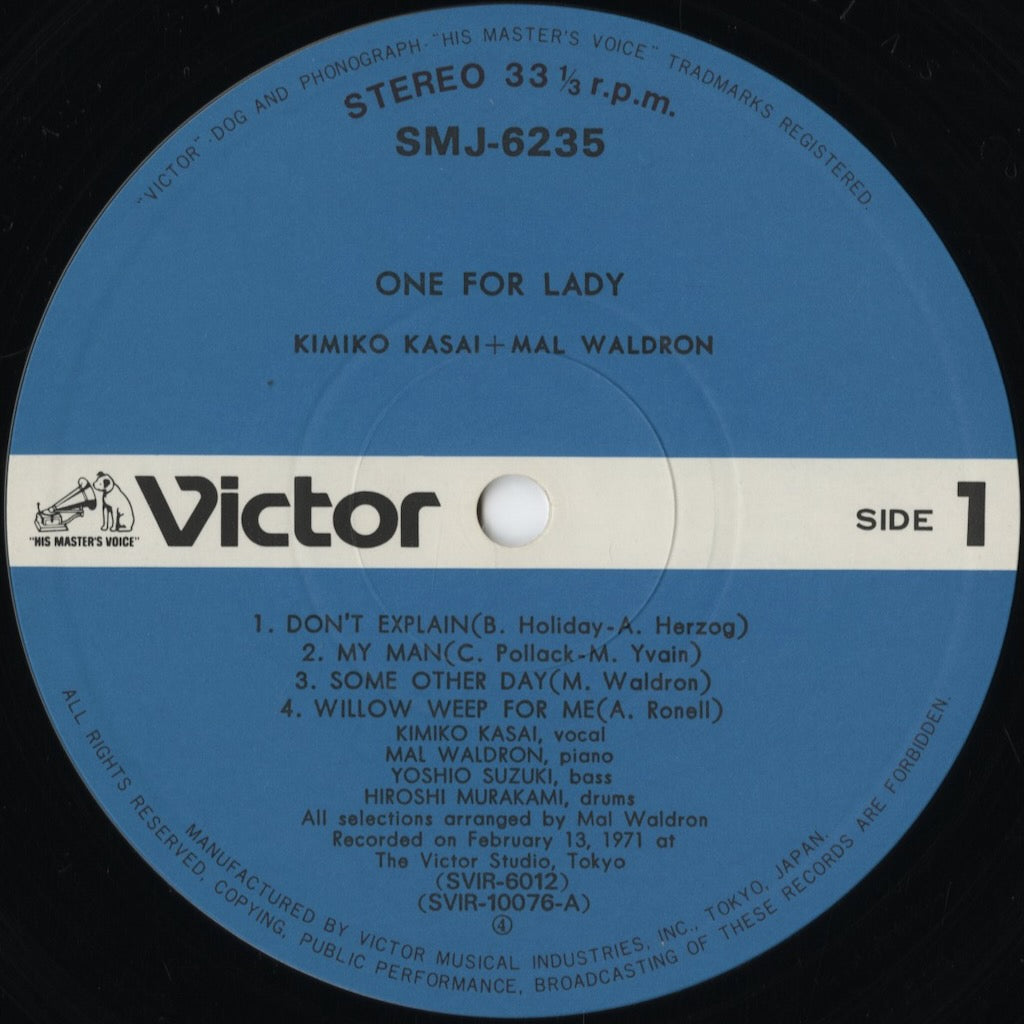 "VICTOR"·DOG AND PHONOGRAPH·"HIS MASTER'S VOICE" TRADMARKS REGISTERED.
STEREO 33 ⅓ r.p.m.
SMJ-6235
ONE FOR LADY
KIMIKO KASAI+MAL WALDRON
"HIS MASTER'S VOICE"
Victor
SIDE 1
1. DON'T EXPLAIN(B. Holiday-A. Herzog)
2. MY MAN(C. Pollack-M. Yvain)
3. SOME OTHER DAY(M. Waldron)
4. WILLOW WEEP FOR ME(A. Ronell)
KIMIKO KASAI, vocal
MAL WALDRON, piano
YOSHIO SUZUKI, bass
HIROSHI MURAKAMI, drums
All selections arranged by Mal Waldron
Recorded on February 13, 1971 at
The Victor Studio, Tokyo
(SVIR-6012)
(SVIR-10076-A)
④
MANUFACTURED BY VICTOR MUSICAL INDUSTRIES, INC., TOKYO, JAPAN.
ALL RIGHTS RESERVED, COPYING, PUBLIC PERFORMANCE, BROADCASTING OF THESE RECORDS ARE FORBIDDEN.